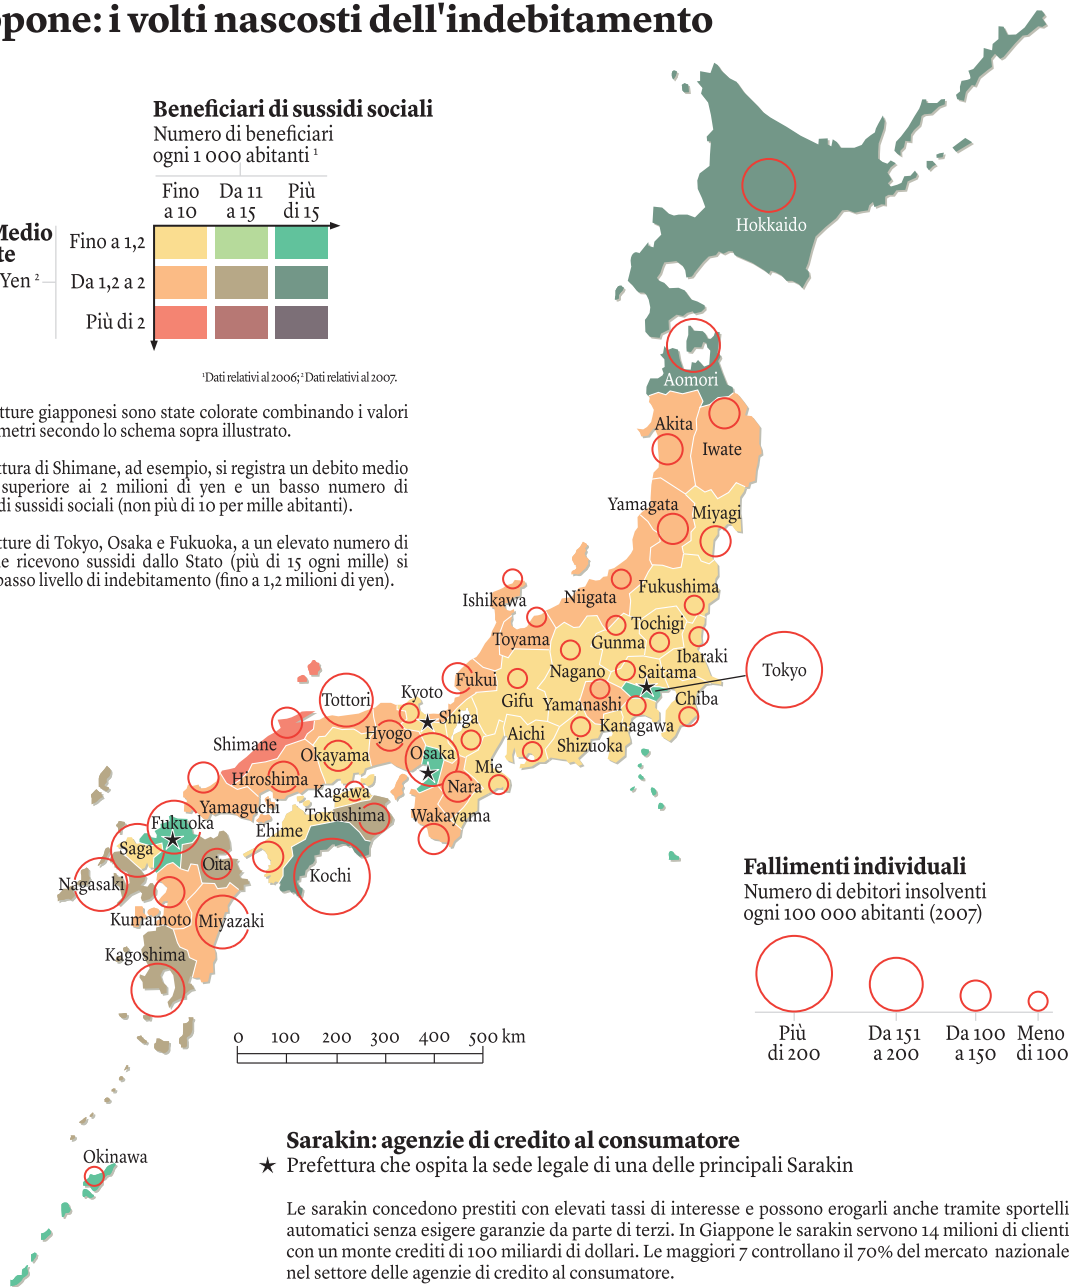 ppone: i volti nascosti dell'indebitamento
Beneficiari di sussidi sociali
Numero di beneficiari
ogni 1 000 abitanti ¹
Fino
a 10
Da 11
a 15
Più
di 15
Medio
te
Yen ²
Fino a 1,2
Da 1,2 a 2
Più di 2
¹Dati relativi al 2006; ² Dati relativi al 2007.
tture giapponesi sono state colorate combinando i valori
metri secondo lo schema sopra illustrato.
ttura di Shimane, ad esempio, si registra un debito medio
superiore ai 2 milioni di yen e un basso numero di
di sussidi sociali (non più di 10 per mille abitanti).
tture di Tokyo, Osaka e Fukuoka, a un elevato numero di
e ricevono sussidi dallo Stato (più di 15 ogni mille) si
basso livello di indebitamento (fino a 1,2 milioni di yen).
Hokkaido
Aomori
Akita
Iwate
Yamagata
Miyagi
Fukushima
Ishikawa
Niigata
Tochigi
Toyama
Gunma
Ibaraki
Nagano
Saitama
Tokyo
Fukui
Gifu
Yamanashi
Chiba
Tottori
Kyoto
Shiga
Kanagawa
Shimane
Hyogo
Aichi
Shizuoka
Okayama
Osaka
Mie
Hiroshima
Kagawa
Nara
Yamaguchi
Tokushima
Wakayama
Fukuoka
Ehime
Saga
Oita
Kochi
Nagasaki
Kumamoto
Miyazaki
Kagoshima
Okinawa
Fallimenti individuali
Numero di debitori insolventi
ogni 100 000 abitanti (2007)
Più
di 200
Da 151
a 200
Da 100
a 150
Meno
di 100
0 100 200 300 400 500 km
Sarakin: agenzie di credito al consumatore
★ Prefettura che ospita la sede legale di una delle principali Sarakin
Le sarakin concedono prestiti con elevati tassi di interesse e possono erogarli anche tramite sportelli
automatici senza esigere garanzie da parte di terzi. In Giappone le sarakin servono 14 milioni di clienti
con un monte crediti di 100 miliardi di dollari. Le maggiori 7 controllano il 70% del mercato nazionale
nel settore delle agenzie di credito al consumatore.